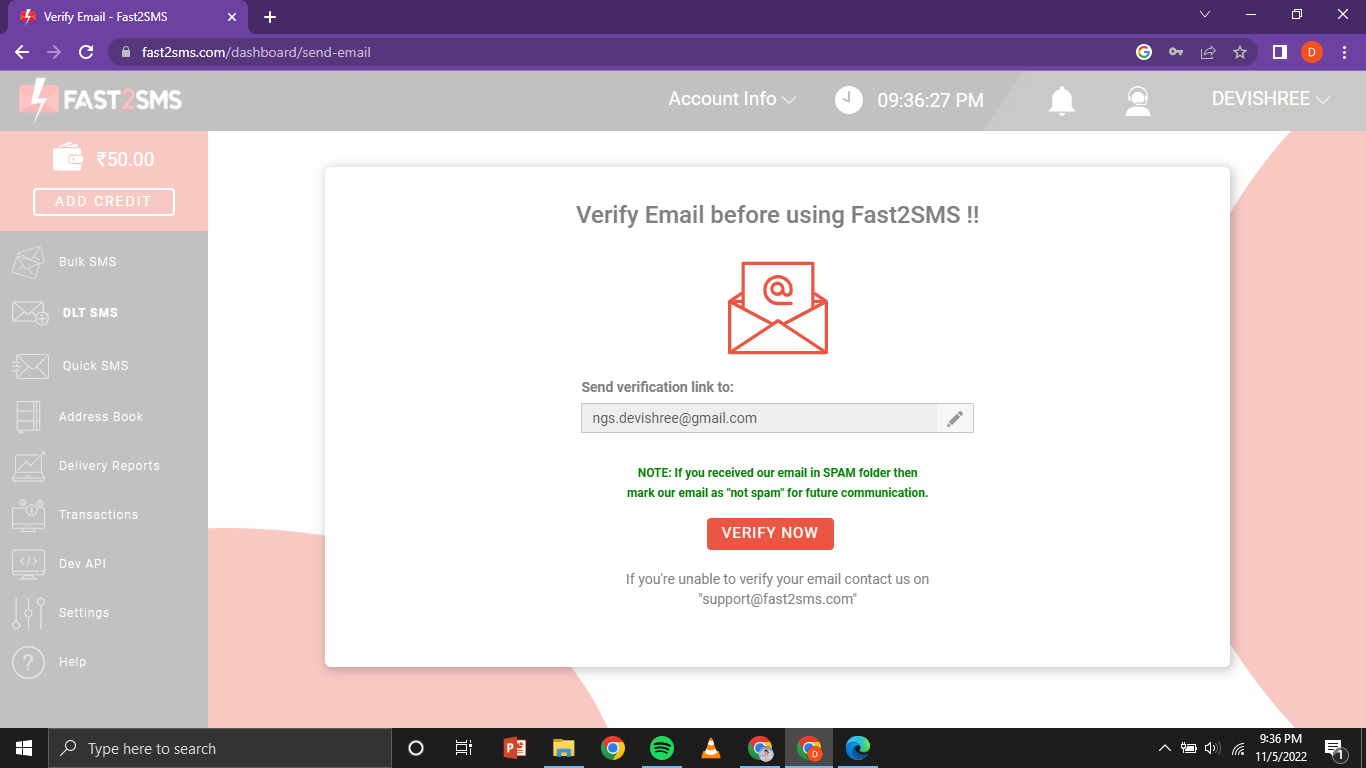 Verify Email - Fast2SMS
fast2sms.com/dashboard/send-email
D
FAST2SMS
Account Info
09:36:27 PM
DEVISHREE
₹50.00
ADD CREDIT
Bulk SMS
DLT SMS
Quick SMS
Address Book
Delivery Reports
Transactions
Dev API
Settings
Help
Verify Email before using Fast2SMS !!
@
Send verification link to:
ngs.devishree@gmail.com
NOTE: If you received our email in SPAM folder then
mark our email as "not spam" for future communication.
VERIFY NOW
If you're unable to verify your email contact us on
"support@fast2sms.com"
Type here to search
9:36 PM
11/5/2022
1